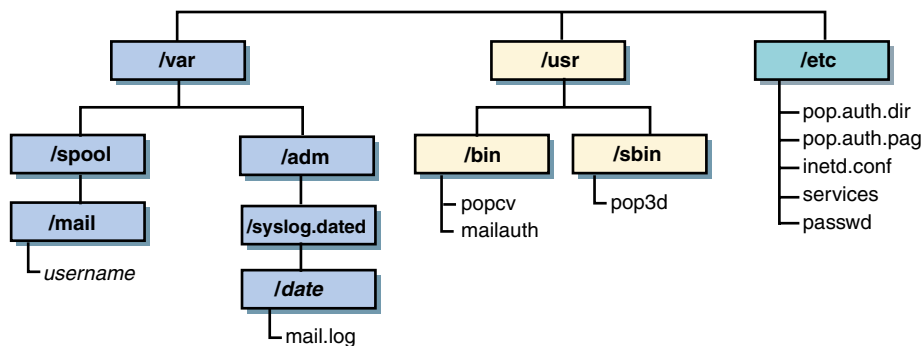 /var
/usr
/etc
/spool
/adm
/bin
/sbin
pop.auth.dir
pop.auth.pag
inetd.conf
services
passwd
/mail
/syslog.dated
popcv
mailauth
pop3d
username
/date
mail.log